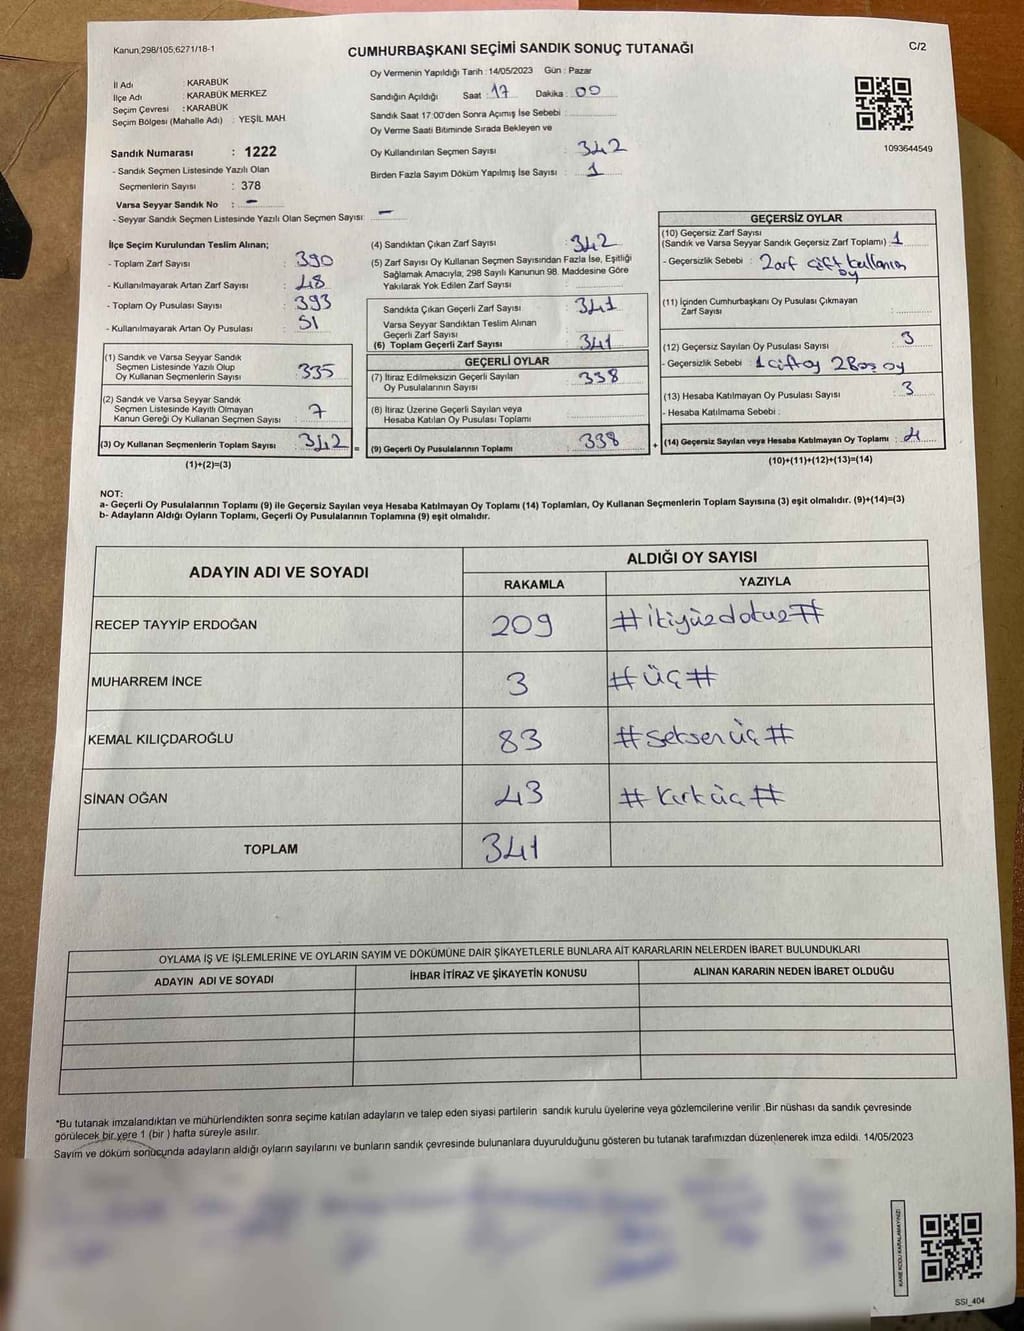 Kanun,298/105,6271/18-1
CUMHURBAŞKANI SEÇİMİ SANDIK SONUÇ TUTANAĞI
C/2
Oy Vermenin Yapıldığı Tarih : 14/05/2023 Gün : Pazar
İl Adı : KARABÜK
İlçe Adı : KARABÜK MERKEZ
Seçim Çevresi : KARABÜK
Seçim Bölgesi (Mahalle Adı) : YEŞİL MAH.
Sandığın Açıldığı Saat : 17 Dakika : 00
Sandık Saat 17:00'den Sonra Açılmış İse Sebebi :
Oy Verme Saati Bitiminde Sırada Bekleyen ve
Oy Kullandırılan Seçmen Sayısı : 342
Birden Fazla Sayım Döküm Yapılmış İse Sayısı : 1
1093644549
Sandık Numarası : 1222
- Sandık Seçmen Listesinde Yazılı Olan
Seçmenlerin Sayısı : 378
Varsa Seyyar Sandık No : -
- Seyyar Sandık Seçmen Listesinde Yazılı Olan Seçmen Sayısı: -
İlçe Seçim Kurulundan Teslim Alınan;
- Toplam Zarf Sayısı : 390
- Kullanılmayarak Artan Zarf Sayısı : 48
- Toplam Oy Pusulası Sayısı : 393
- Kullanılmayarak Artan Oy Pusulası : 51
(1) Sandık ve Varsa Seyyar Sandık
Seçmen Listesinde Yazılı Olup
Oy Kullanan Seçmenlerin Sayısı : 335
(2) Sandık ve Varsa Seyyar Sandık
Seçmen Listesinde Kayıtlı Olmayan
Kanun Gereği Oy Kullanan Seçmen Sayısı : 7
(3) Oy Kullanan Seçmenlerin Toplam Sayısı : 342
(1)+(2)=(3)
(4) Sandıktan Çıkan Zarf Sayısı : 342
(5) Zarf Sayısı Oy Kullanan Seçmen Sayısından Fazla İse, Eşitliği
Sağlamak Amacıyla; 298 Sayılı Kanunun 98. Maddesine Göre
Yakılarak Yok Edilen Zarf Sayısı :
Sandıkta Çıkan Geçerli Zarf Sayısı : 341
Varsa Seyyar Sandıktan Teslim Alınan
Geçerli Zarf Sayısı :
(6) Toplam Geçerli Zarf Sayısı : 341
GEÇERLİ OYLAR
(7) İtiraz Edilmeksizin Geçerli Sayılan
Oy Pusulalarının Sayısı : 338
(8) İtiraz Üzerine Geçerli Sayılan veya
Hesaba Katılan Oy Pusulası Toplamı :
(9) Geçerli Oy Pusulalarının Toplamı : 338
=
+
GEÇERSİZ OYLAR
(10) Geçersiz Zarf Sayısı
(Sandık ve Varsa Seyyar Sandık Geçersiz Zarf Toplamı) : 1
- Geçersizlik Sebebi : Zarf çift kullanım
oy
(11) İçinden Cumhurbaşkanı Oy Pusulası Çıkmayan
Zarf Sayısı :
(12) Geçersiz Sayılan Oy Pusulası Sayısı : 3
- Geçersizlik Sebebi : 1 çift oy 2 Boş oy
(13) Hesaba Katılmayan Oy Pusulası Sayısı : 3
- Hesaba Katılmama Sebebi :
(14) Geçersiz Sayılan veya Hesaba Katılmayan Oy Toplamı : 4
(10)+(11)+(12)+(13)=(14)
NOT:
a- Geçerli Oy Pusulalarının Toplamı (9) ile Geçersiz Sayılan veya Hesaba Katılmayan Oy Toplamı (14) Toplamları, Oy Kullanan Seçmenlerin Toplam Sayısına (3) eşit olmalıdır. (9)+(14)=(3)
b- Adayların Aldığı Oyların Toplamı, Geçerli Oy Pusulalarının Toplamına (9) eşit olmalıdır.
ADAYIN ADI VE SOYADI
ALDIĞI OY SAYISI
RAKAMLA YAZIYLA
RECEP TAYYİP ERDOĞAN 209 #ikiyüzdokuz#
MUHARREM İNCE 3 #üç#
KEMAL KILIÇDAROĞLU 83 #seksenüç#
SİNAN OĞAN 43 #kırküç#
TOPLAM 341
OYLAMA İŞ VE İŞLEMLERİNE VE OYLARIN SAYIM VE DÖKÜMÜNE DAİR ŞİKAYETLERLE BUNLARA AİT KARARLARIN NELERDEN İBARET BULUNDUKLARI
ADAYIN ADI VE SOYADI İHBAR İTİRAZ VE ŞİKAYETİN KONUSU ALINAN KARARIN NEDEN İBARET OLDUĞU
*Bu tutanak imzalandıktan ve mühürlendikten sonra seçime katılan adayların ve talep eden siyasi partilerin sandık kurulu üyelerine veya gözlemcilerine verilir .Bir nüshası da sandık çevresinde
görülecek bir yere 1 (bir ) hafta süreyle asılır.
Sayım ve döküm sonucunda adayların aldığı oyların sayılarını ve bunların sandık çevresinde bulunanlara duyurulduğunu gösteren bu tutanak tarafımızdan düzenlenerek imza edildi. 14/05/2023
KARE KODU KARALAMAYINIZ!
SSI_404